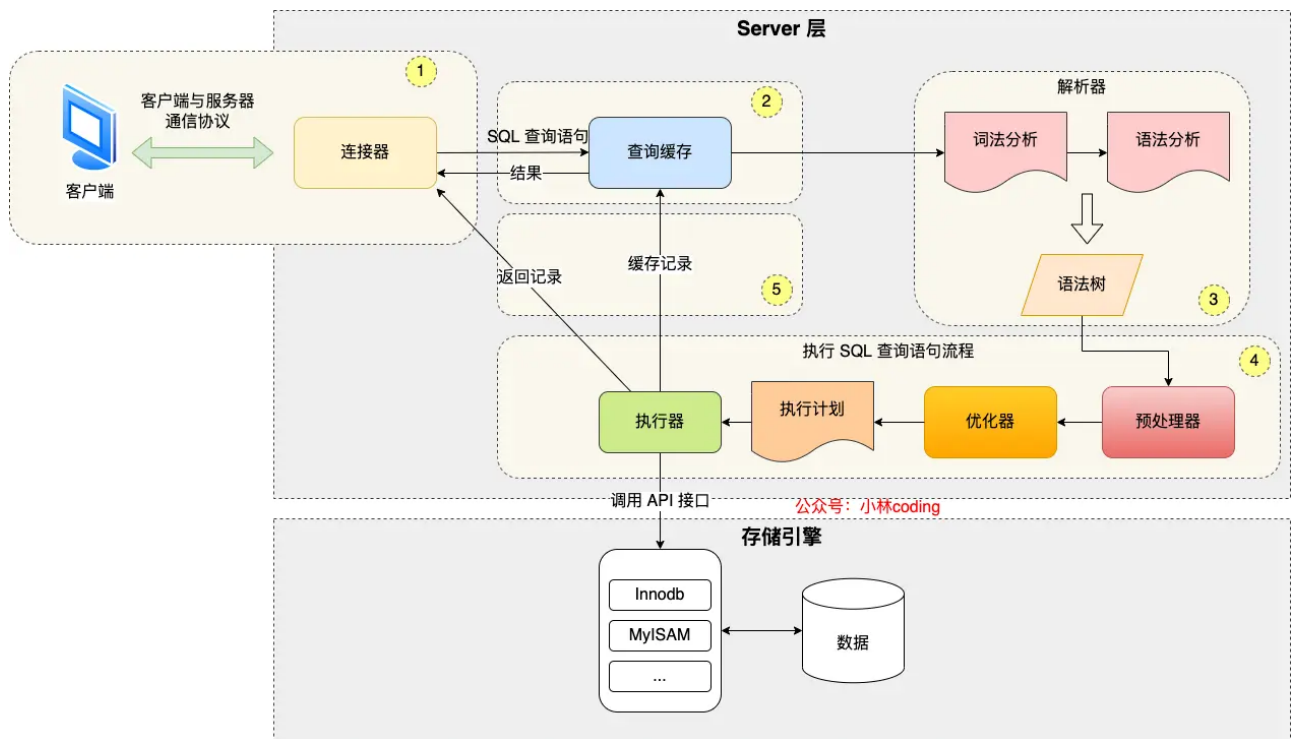 Server 层
1
客户端与服务器
通信协议
客户端
连接器
SQL 查询语句
结果
2
查询缓存
解析器
词法分析
语法分析
语法树
3
返回记录
缓存记录
5
执行 SQL 查询语句流程
4
执行器
执行计划
优化器
预处理器
调用 API 接口
公众号：小林coding
存储引擎
Innodb
MyISAM
...
数据